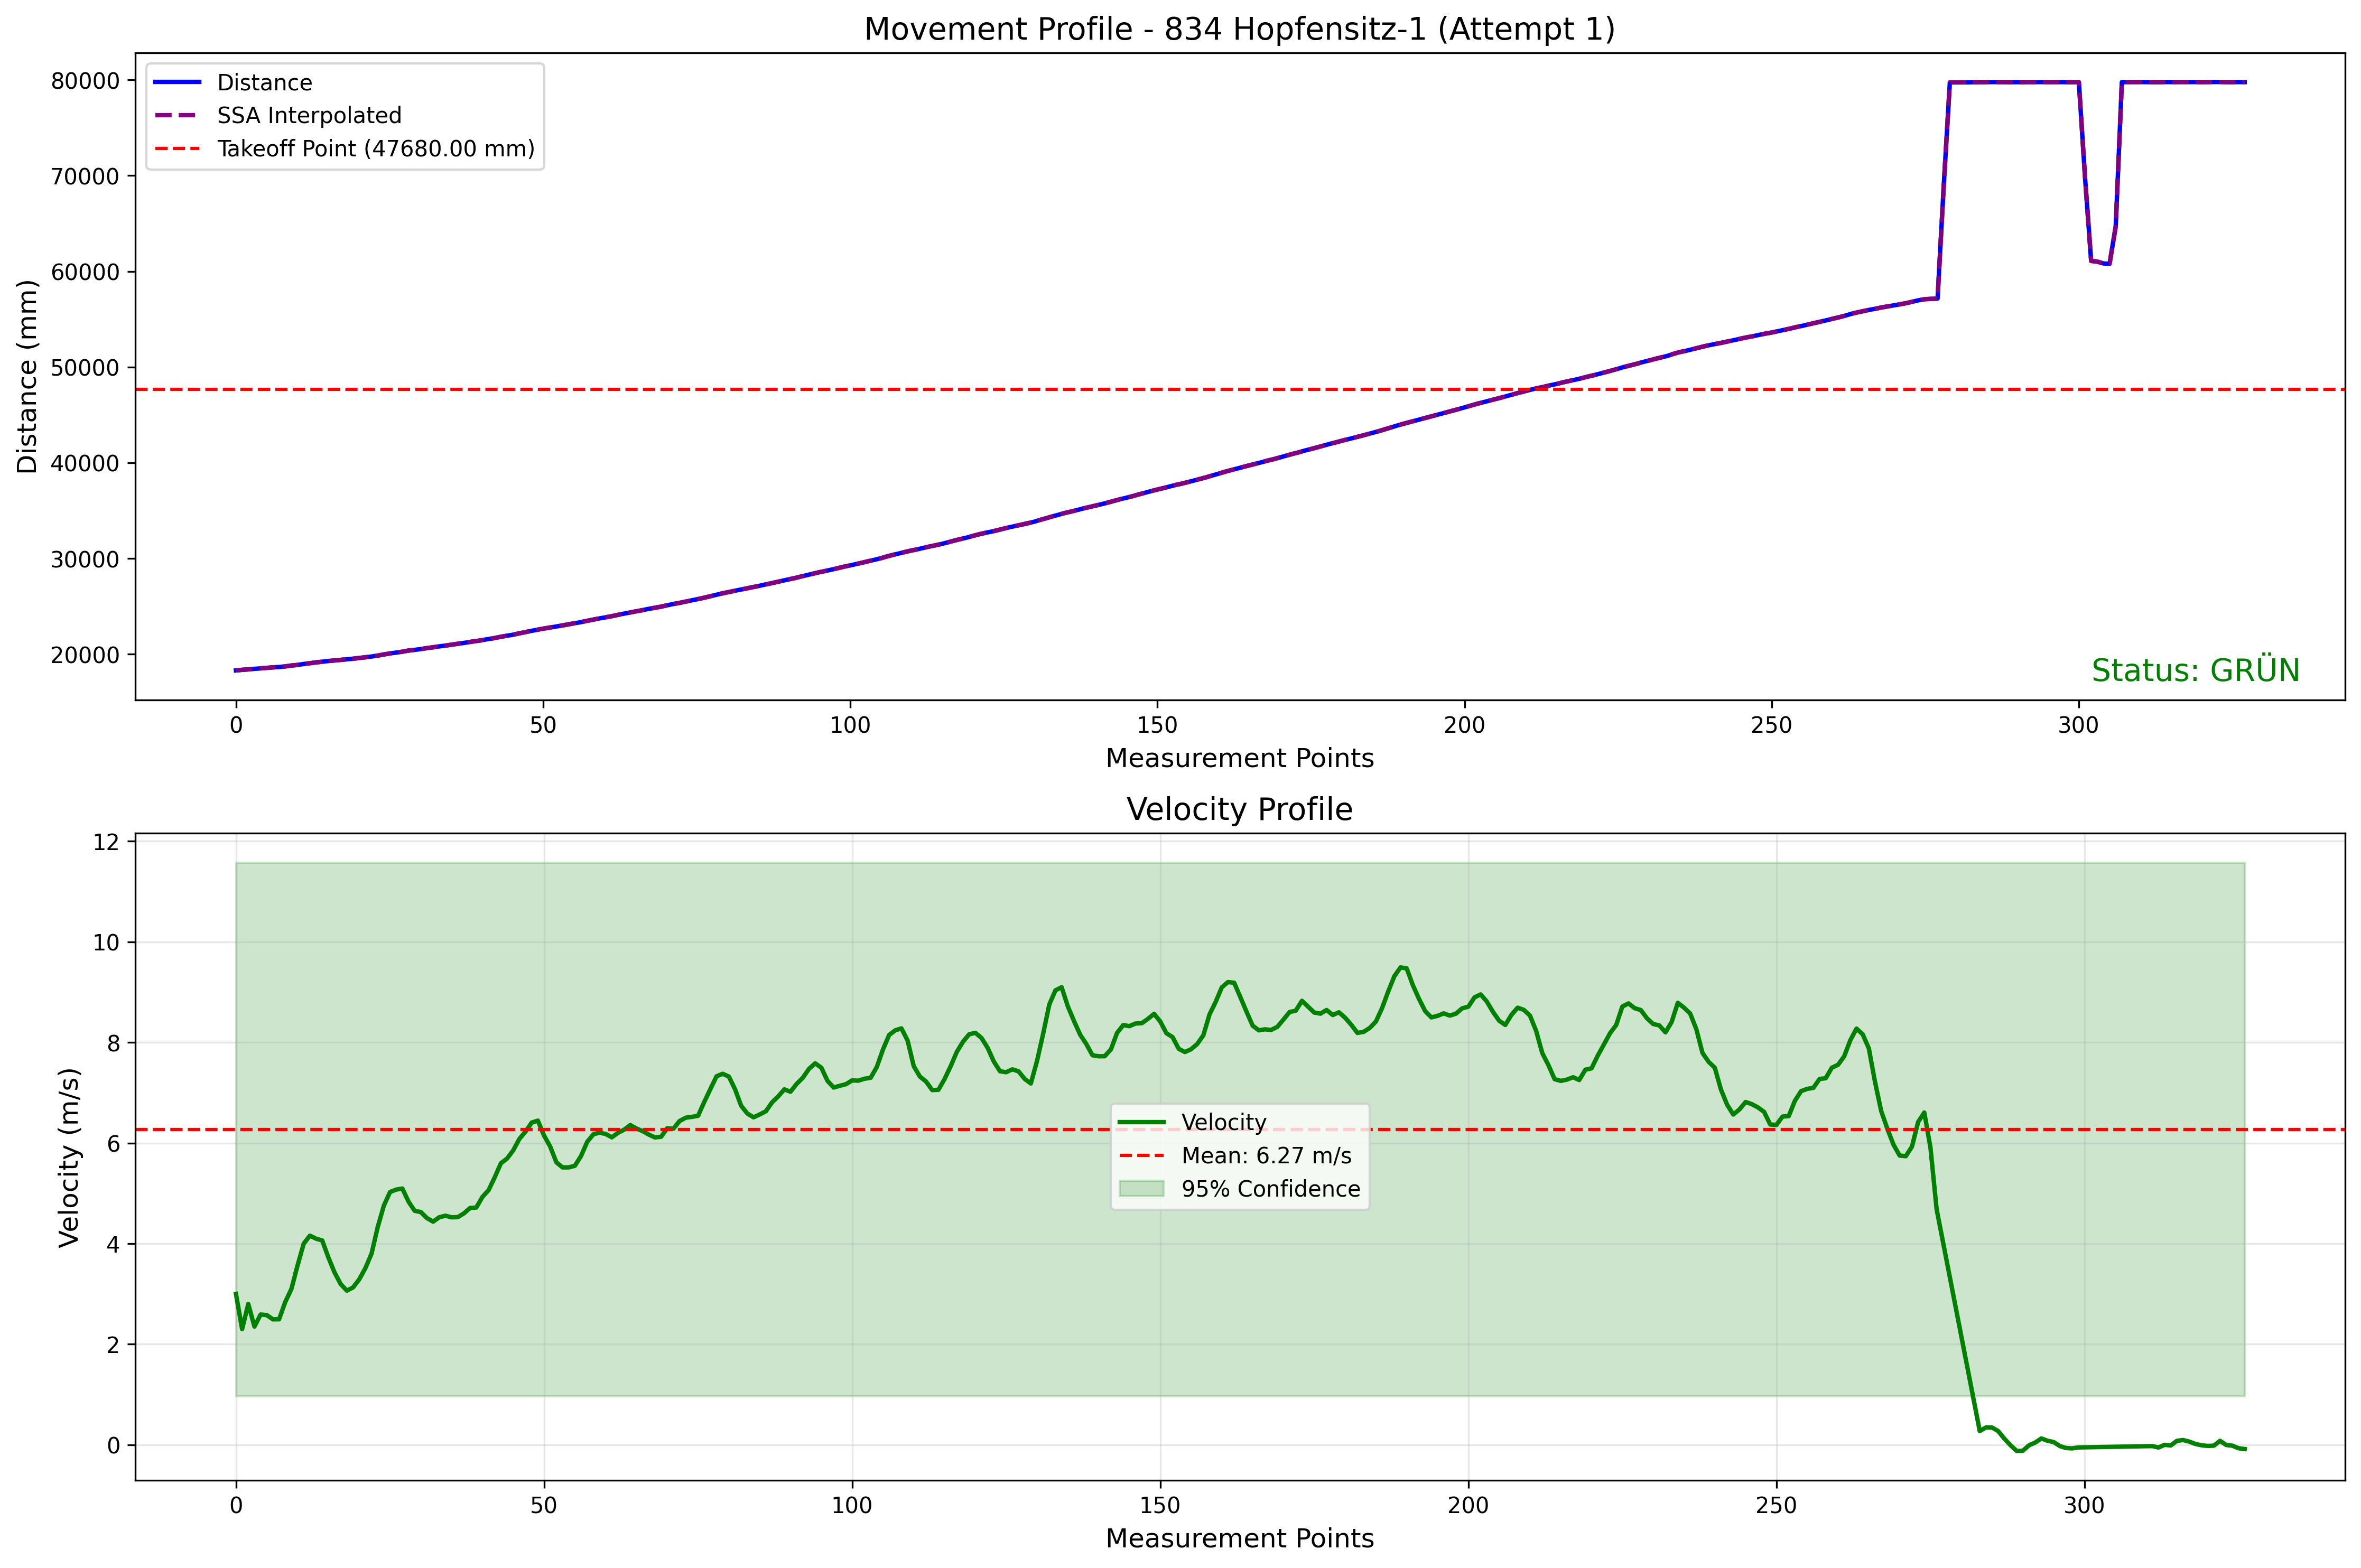 Movement Profile - 834 Hopfensitz-1 (Attempt 1)
Distance
SSA Interpolated
Takeoff Point (47680.00 mm)
80000
70000
60000
50000
40000
30000
20000
Distance (mm)
Status: GRÜN
0 50 100 150 200 250 300
Measurement Points
Velocity Profile
12
10
8
6
4
2
0
Velocity (m/s)
Velocity
Mean: 6.27 m/s
95% Confidence
0 50 100 150 200 250 300
Measurement Points